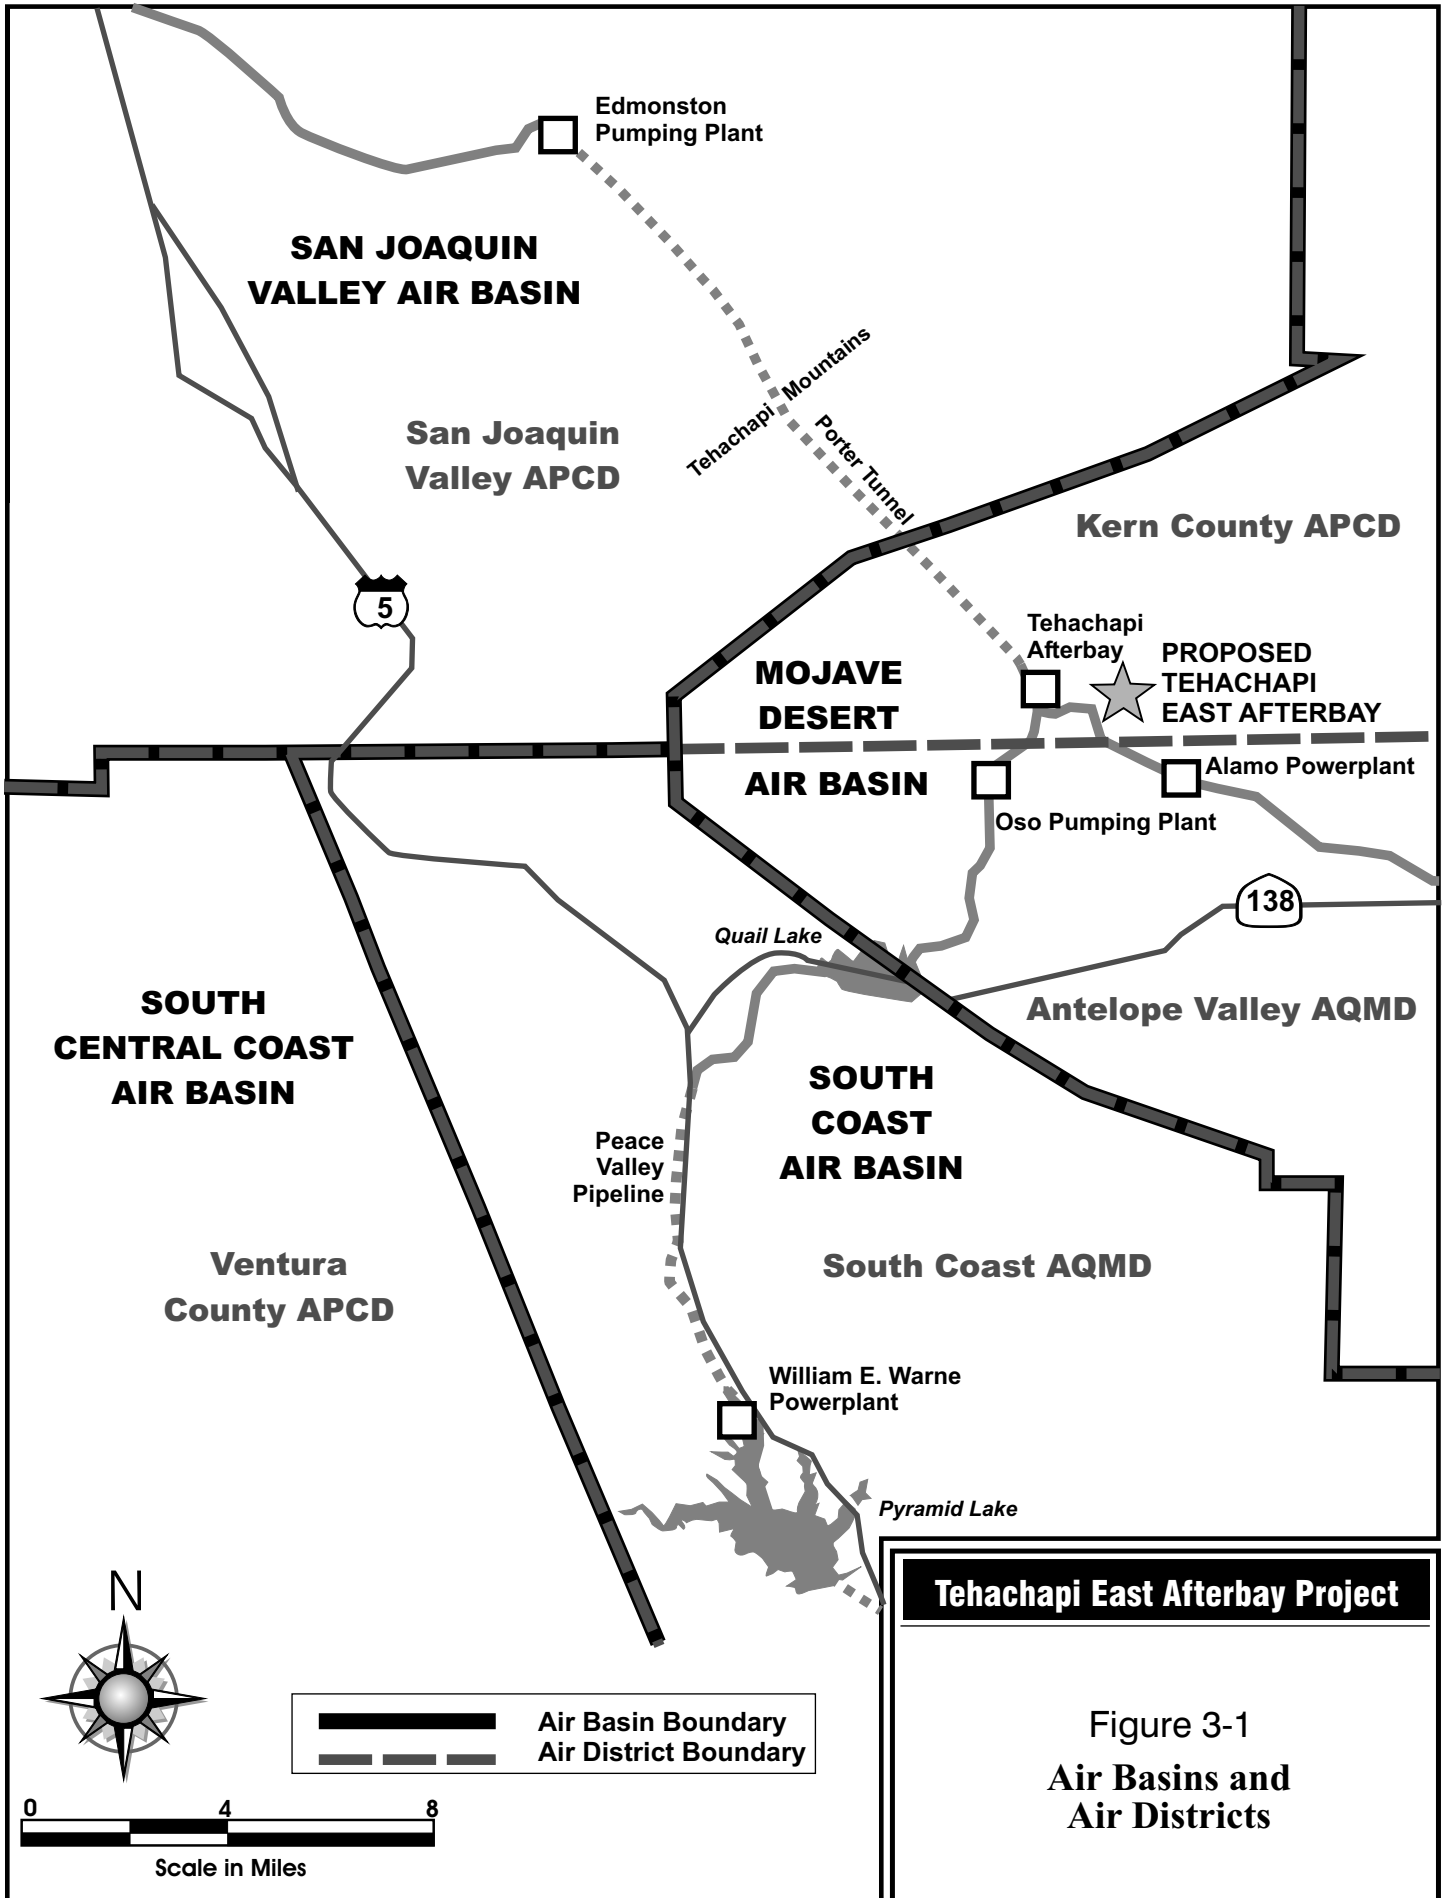 Edmonston
Pumping Plant
SAN JOAQUIN
VALLEY AIR BASIN
Tehachapi Mountains
San Joaquin
Valley APCD
Porter Tunnel
Kern County APCD
5
Tehachapi
Afterbay
PROPOSED
TEHACHAPI
EAST AFTERBAY
MOJAVE
DESERT
AIR BASIN
Alamo Powerplant
Oso Pumping Plant
138
Quail Lake
SOUTH
CENTRAL COAST
AIR BASIN
Antelope Valley AQMD
SOUTH
COAST
AIR BASIN
Peace
Valley
Pipeline
Ventura
County APCD
South Coast AQMD
William E. Warne
Powerplant
Pyramid Lake
N
Tehachapi East Afterbay Project
Air Basin Boundary
Air District Boundary
Figure 3-1
Air Basins and
Air Districts
0 4 8
Scale in Miles